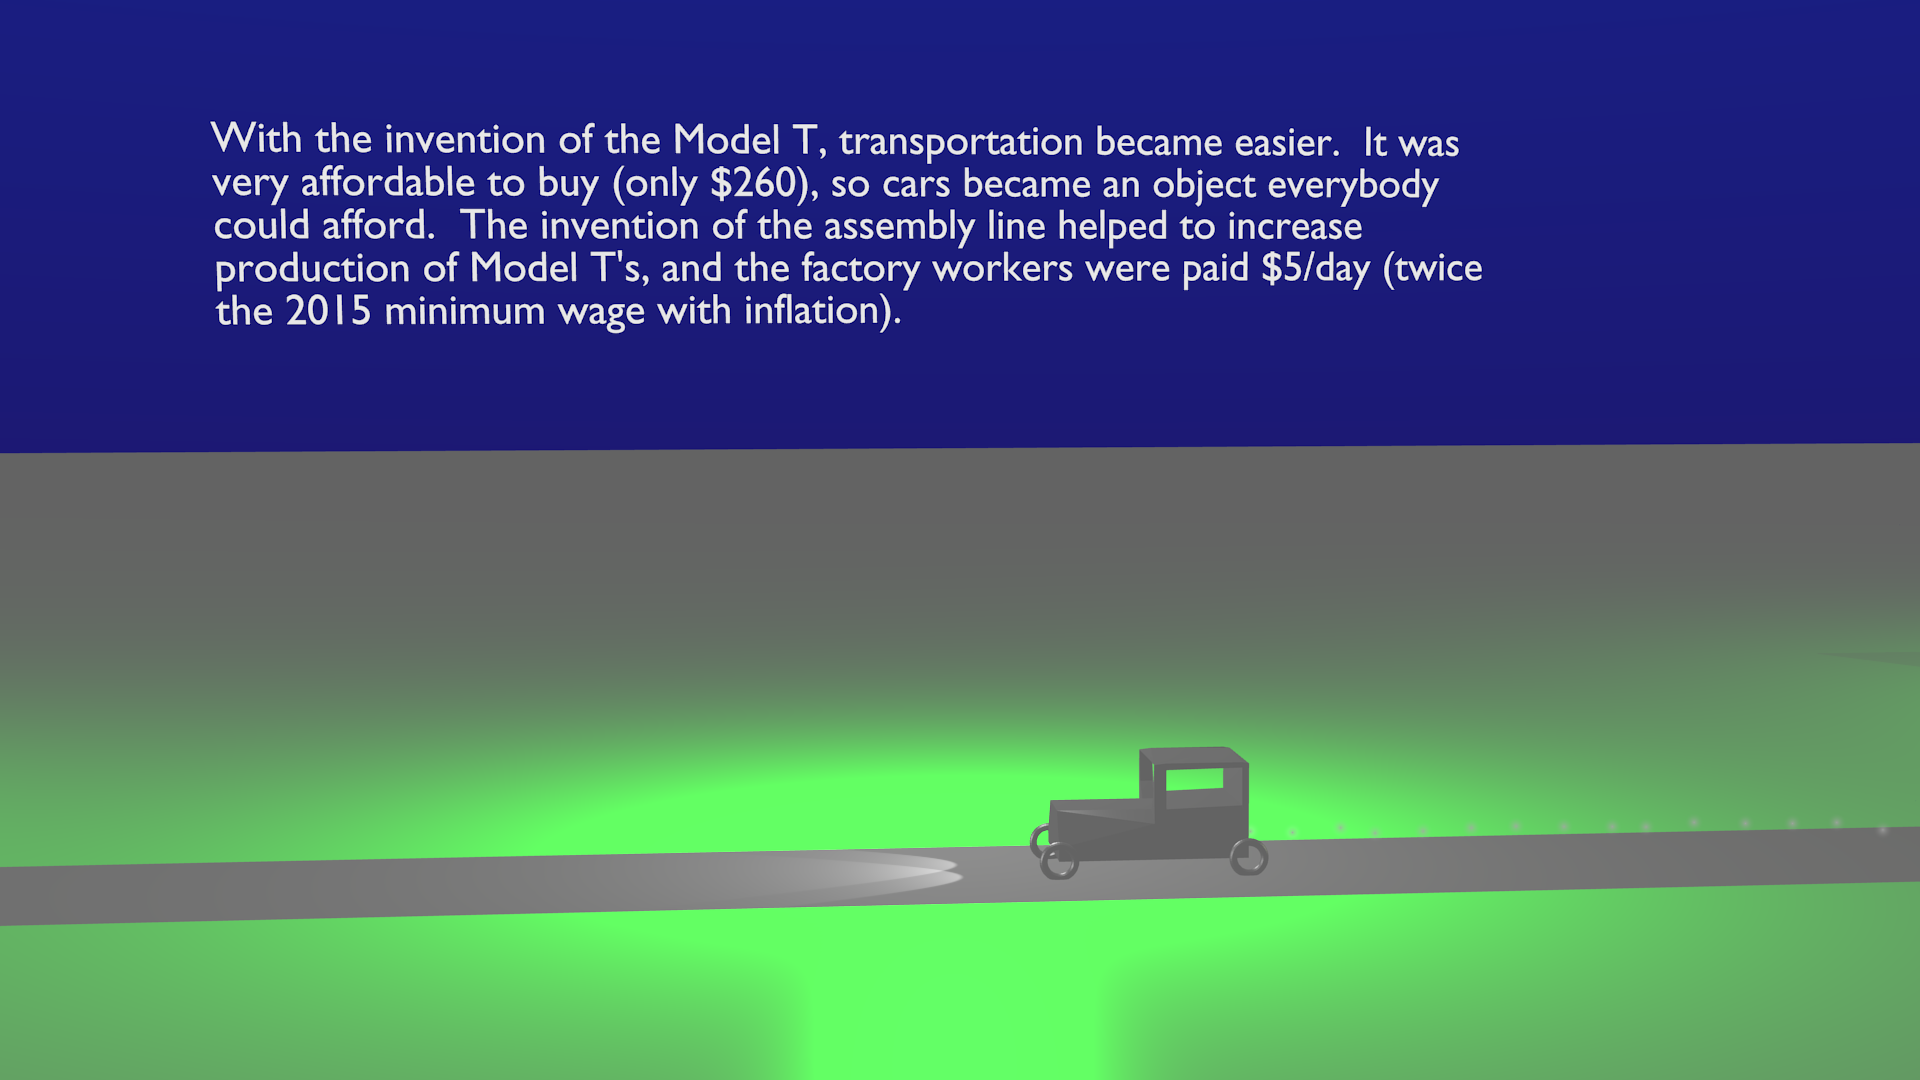 With the invention of the Model T, transportation became easier.  It was
very affordable to buy (only $260), so cars became an object everybody
could afford.  The invention of the assembly line helped to increase
production of Model T's, and the factory workers were paid $5/day (twice
the 2015 minimum wage with inflation).